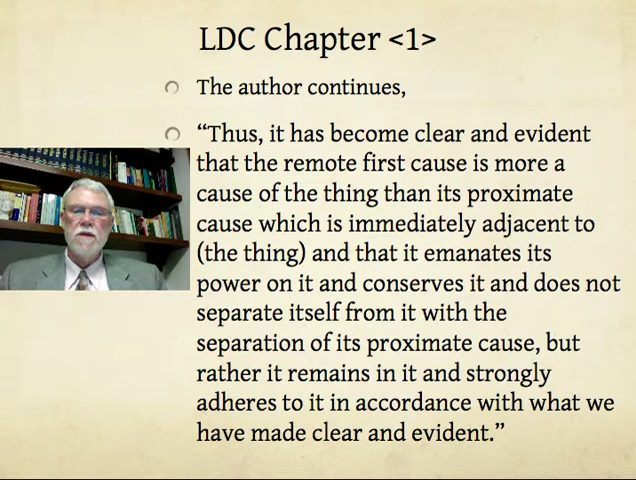 LDC Chapter <1>
The author continues,
“Thus, it has become clear and evident
that the remote first cause is more a
cause of the thing than its proximate
cause which is immediately adjacent to
(the thing) and that it emanates its
power on it and conserves it and does not
separate itself from it with the
separation of its proximate cause, but
rather it remains in it and strongly
adheres to it in accordance with what we
have made clear and evident.”